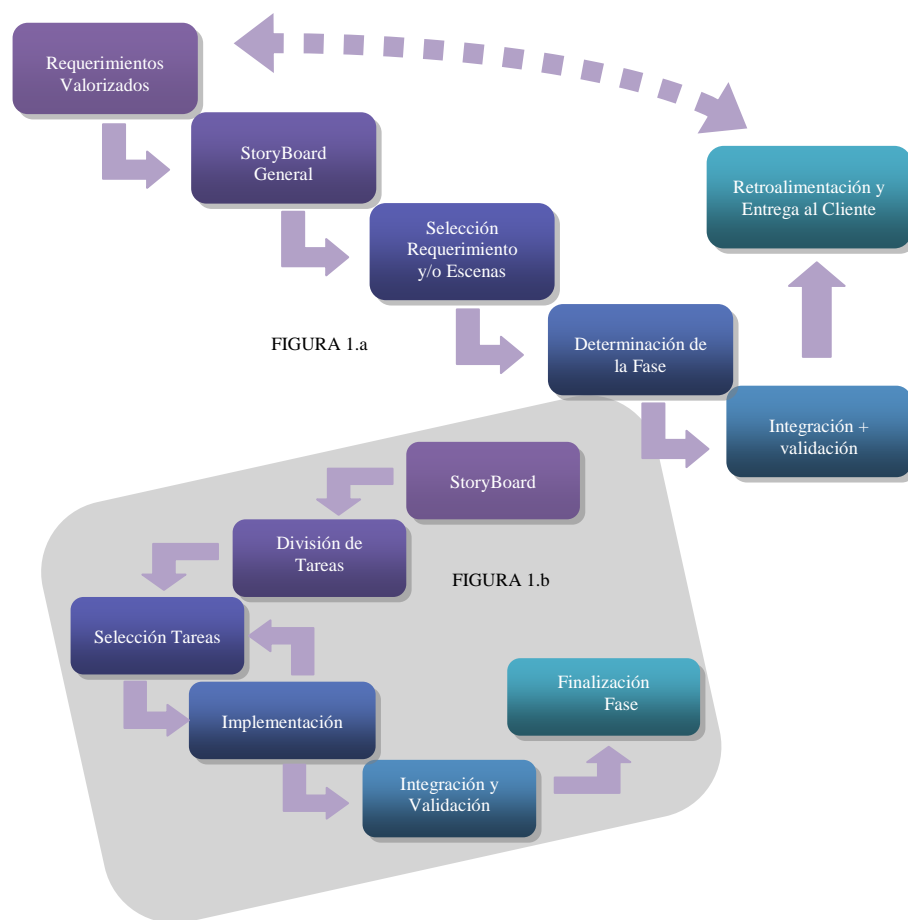 Requerimientos
Valorizados
StoryBoard
General
Retroalimentación y
Entrega al Cliente
Selección
Requerimiento
y/o Escenas
FIGURA 1.a
Determinación de
la Fase
Integración +
validación
StoryBoard
División de
Tareas
FIGURA 1.b
Selección Tareas
Implementación
Finalización
Fase
Integración y
Validación